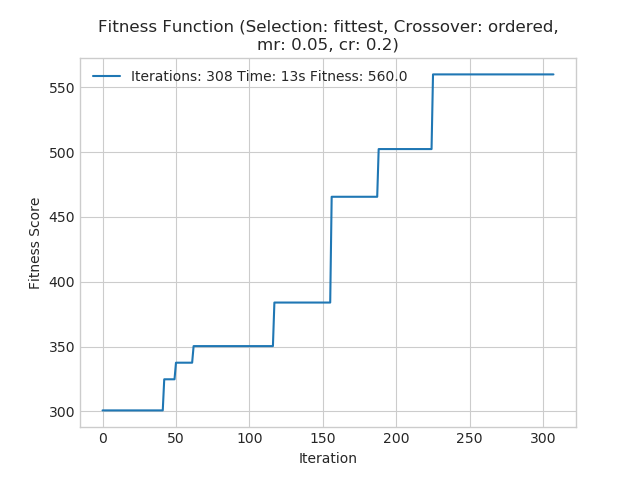 Fitness Function (Selection: fittest, Crossover: ordered,
mr: 0.05, cr: 0.2)
Iterations: 308 Time: 13s Fitness: 560.0
Fitness Score
550
500
450
400
350
300
0 50 100 150 200 250 300
Iteration